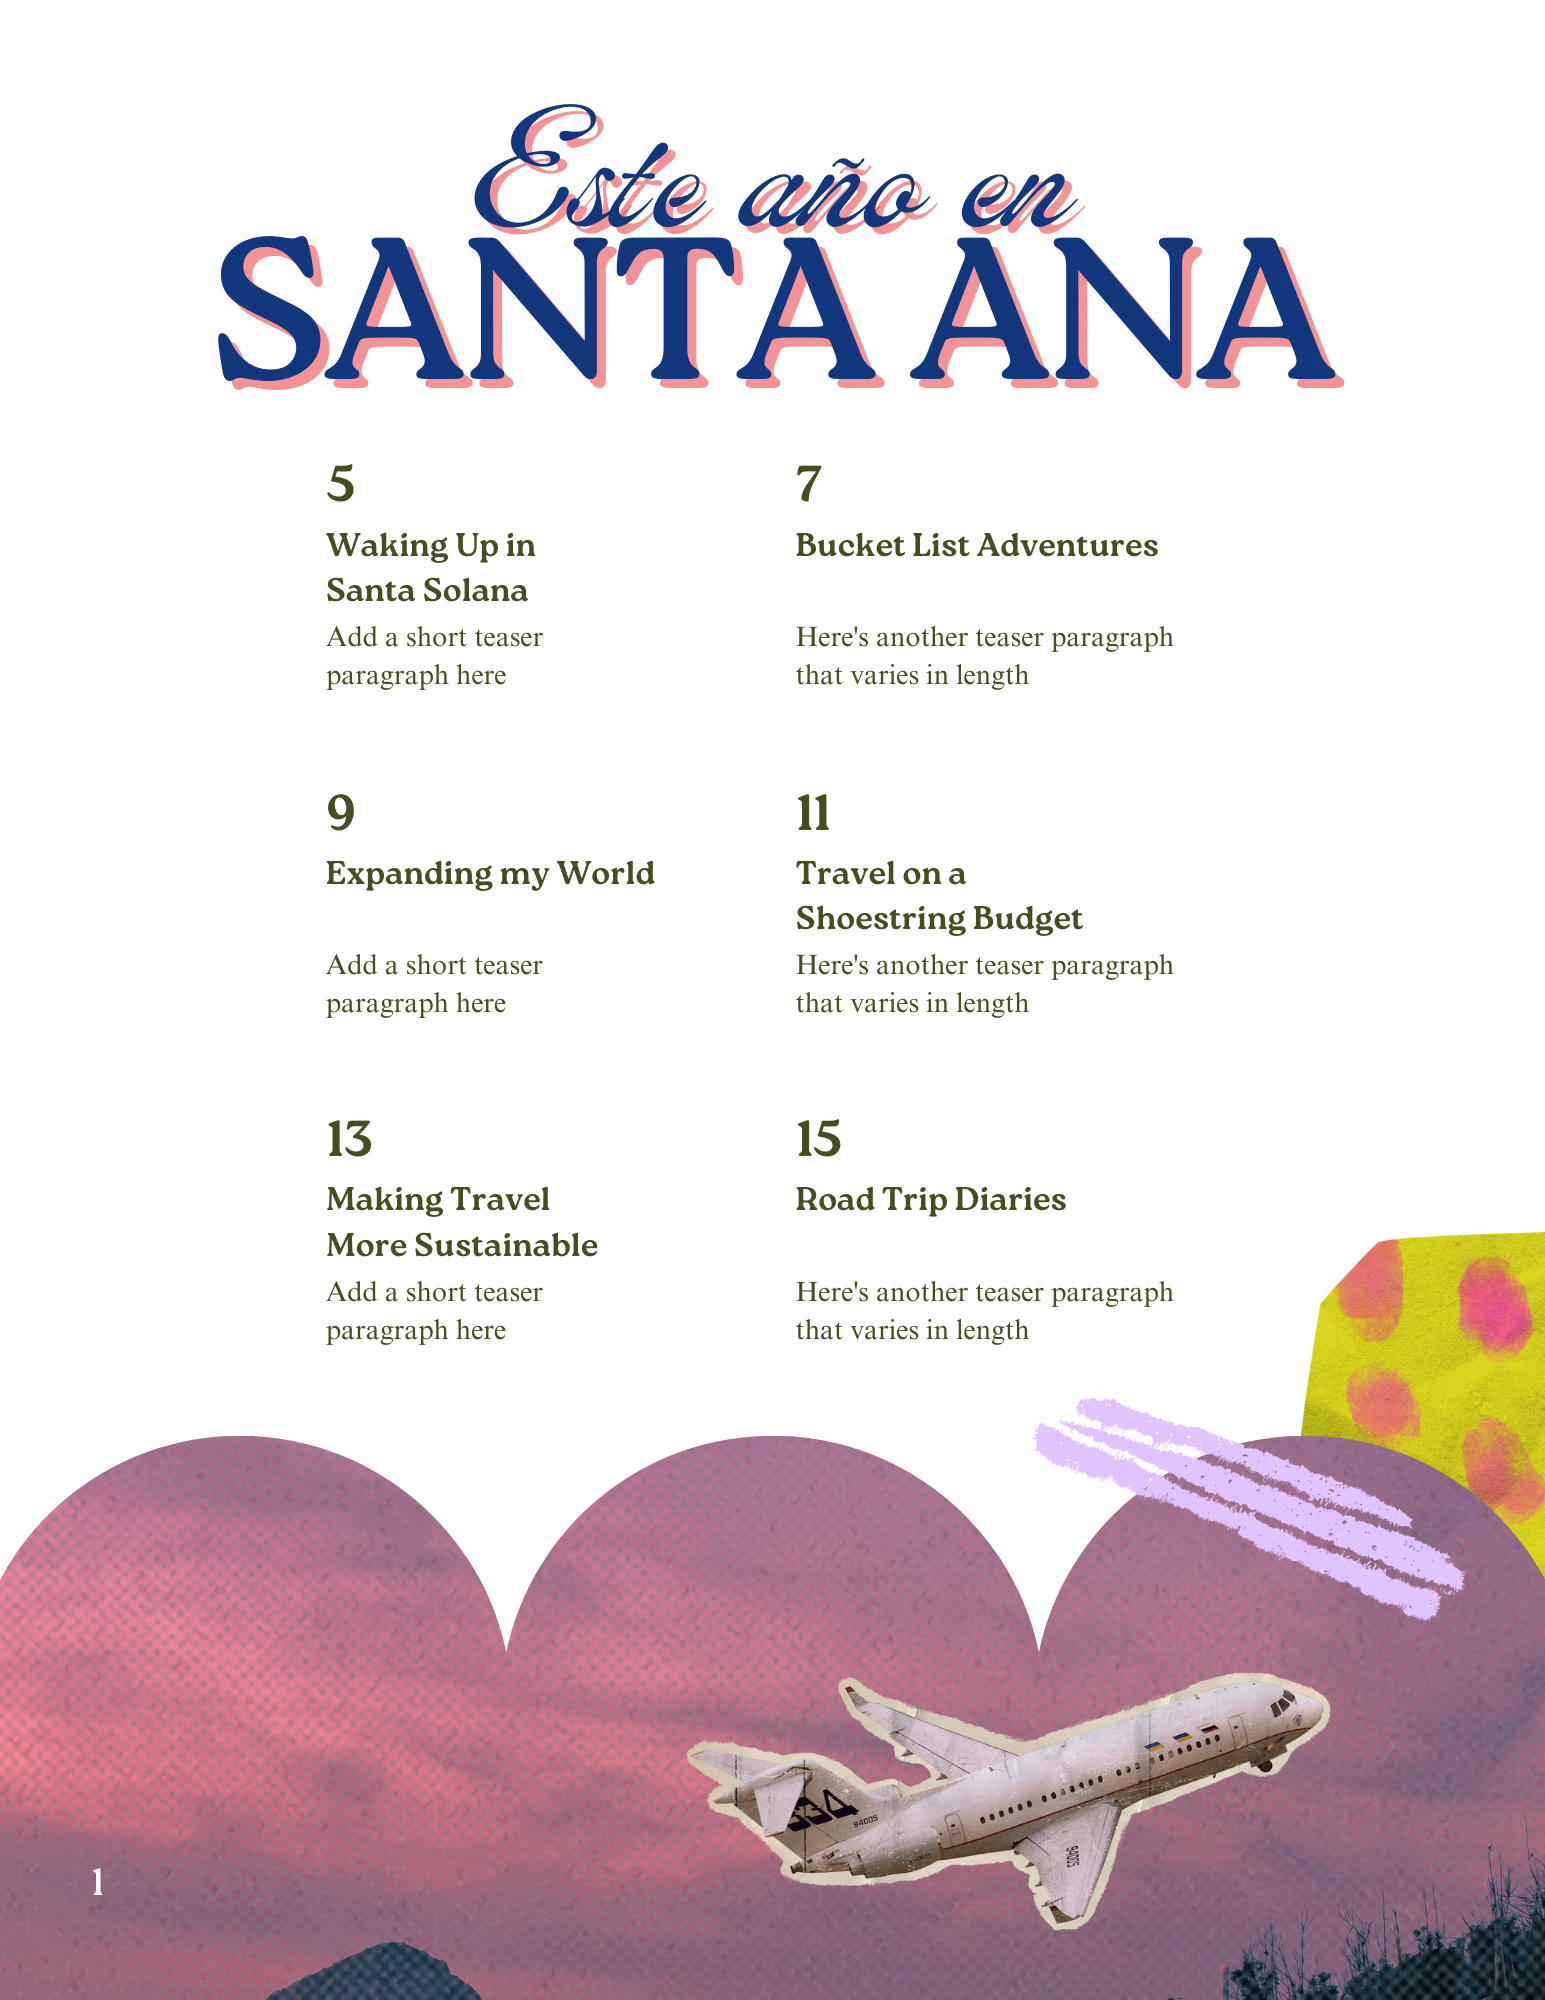 Este año en
SANTA ANA
5
Waking Up in
Santa Solana
Add a short teaser
paragraph here
7
Bucket List Adventures
Here's another teaser paragraph
that varies in length
9
Expanding my World
Add a short teaser
paragraph here
11
Travel on a
Shoestring Budget
Here's another teaser paragraph
that varies in length
13
Making Travel
More Sustainable
Add a short teaser
paragraph here
15
Road Trip Diaries
Here's another teaser paragraph
that varies in length
94005
94005
1